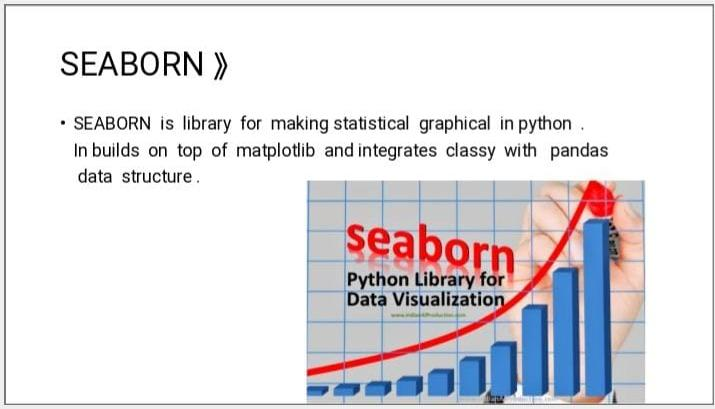 SEABORN 》
• SEABORN is library for making statistical graphical in python .
In builds on top of matplotlib and integrates classy with pandas
data structure .
seaborn
Python Library for
Data Visualization